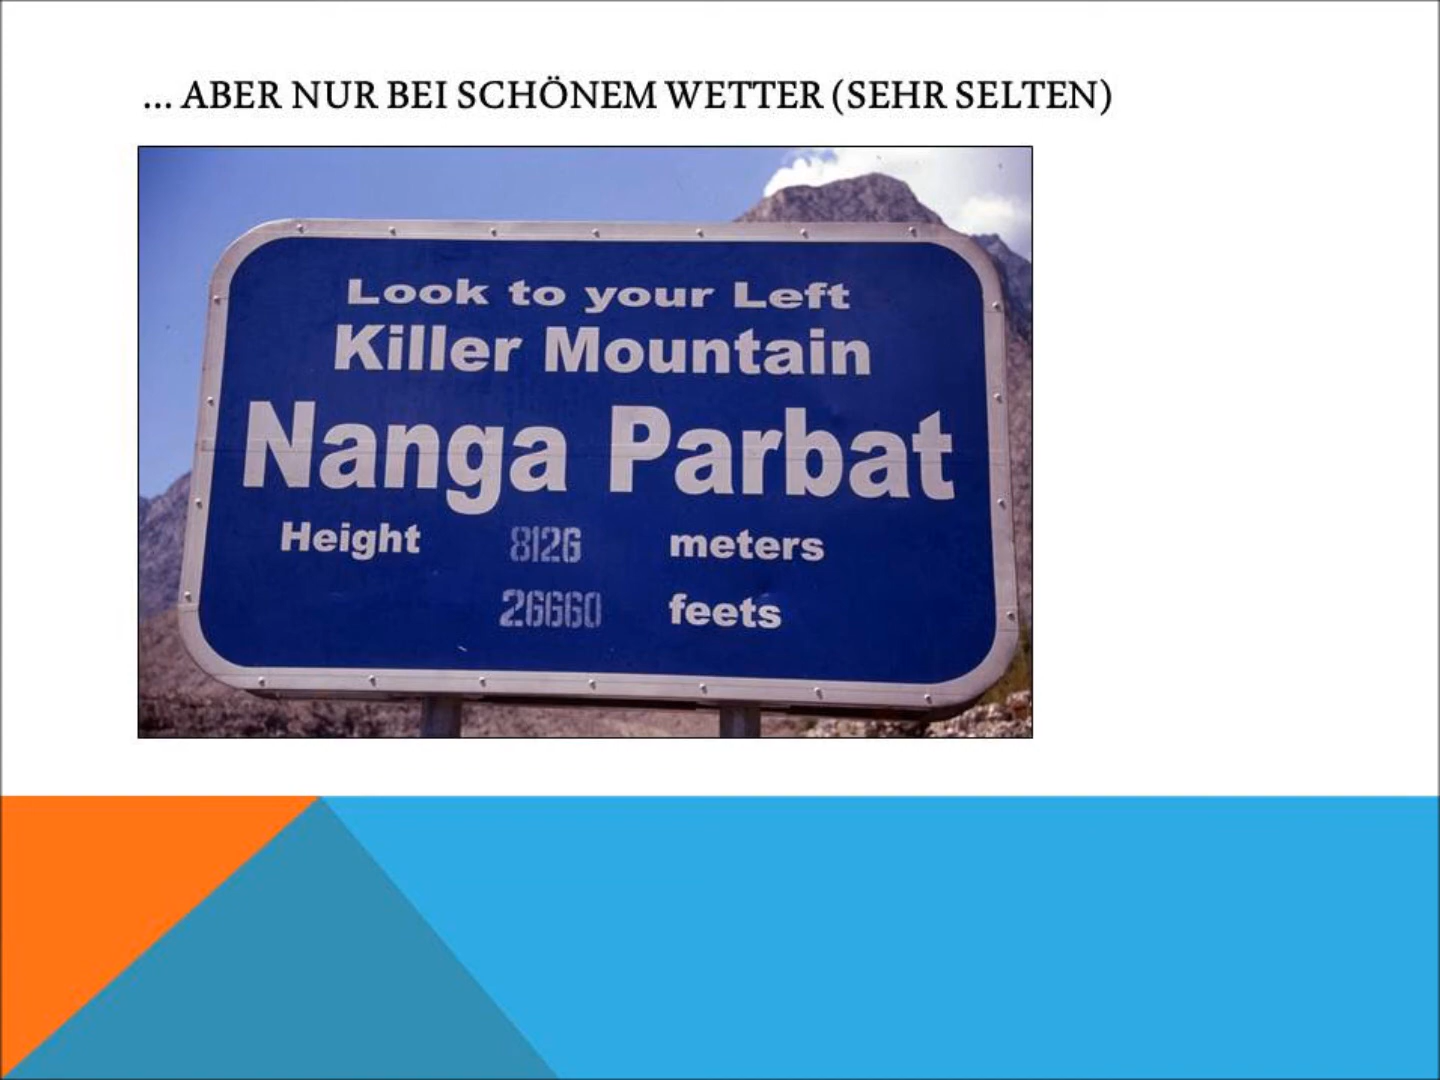 ... ABER NUR BEI SCHÖNEM WETTER (SEHR SELTEN)
Look to your Left
Killer Mountain
Nanga Parbat
Height 8126 meters
26660 feets